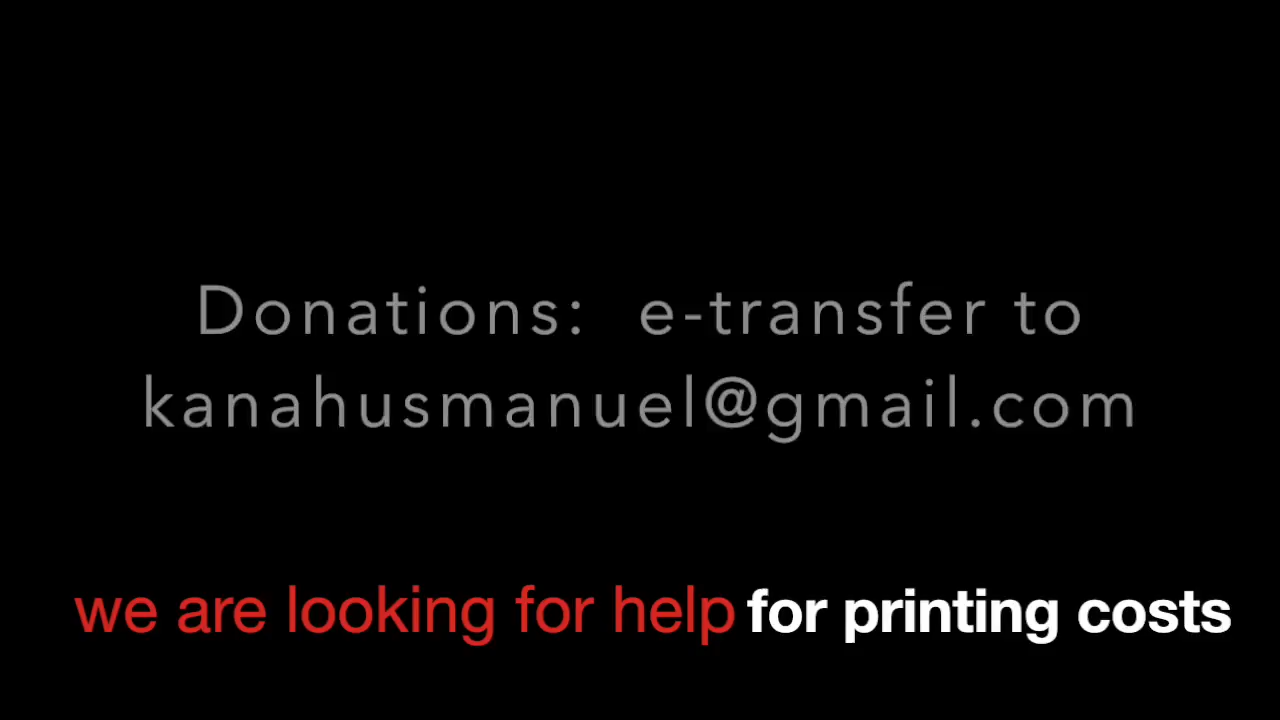 Donations: e-transfer to
kanahusmanuel@gmail.com
we are looking for help for printing costs